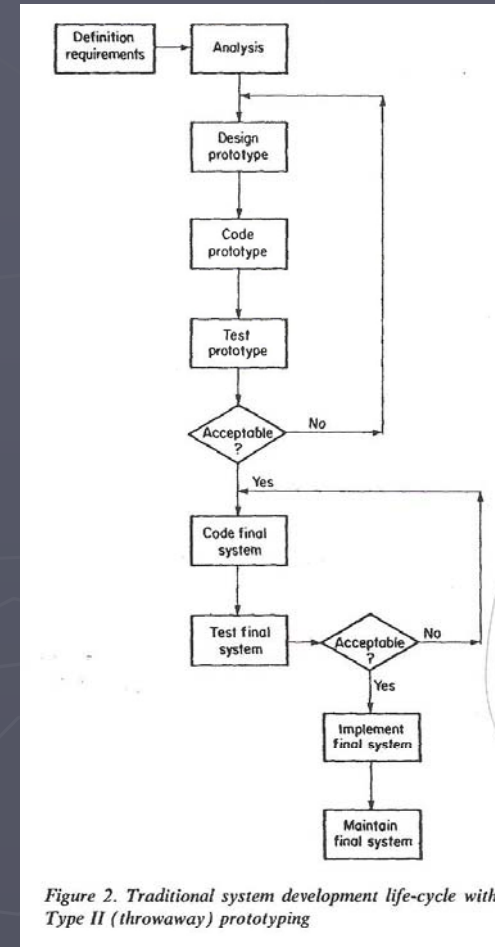 Definition
requirements
Analysis
Design
prototype
Code
prototype
Test
prototype
Acceptable
?
No
Yes
Code final
system
Test final
system
Acceptable
?
No
Yes
Implement
final system
Maintain
final system
Figure 2. Traditional system development life-cycle with
Type II (throwaway) prototyping